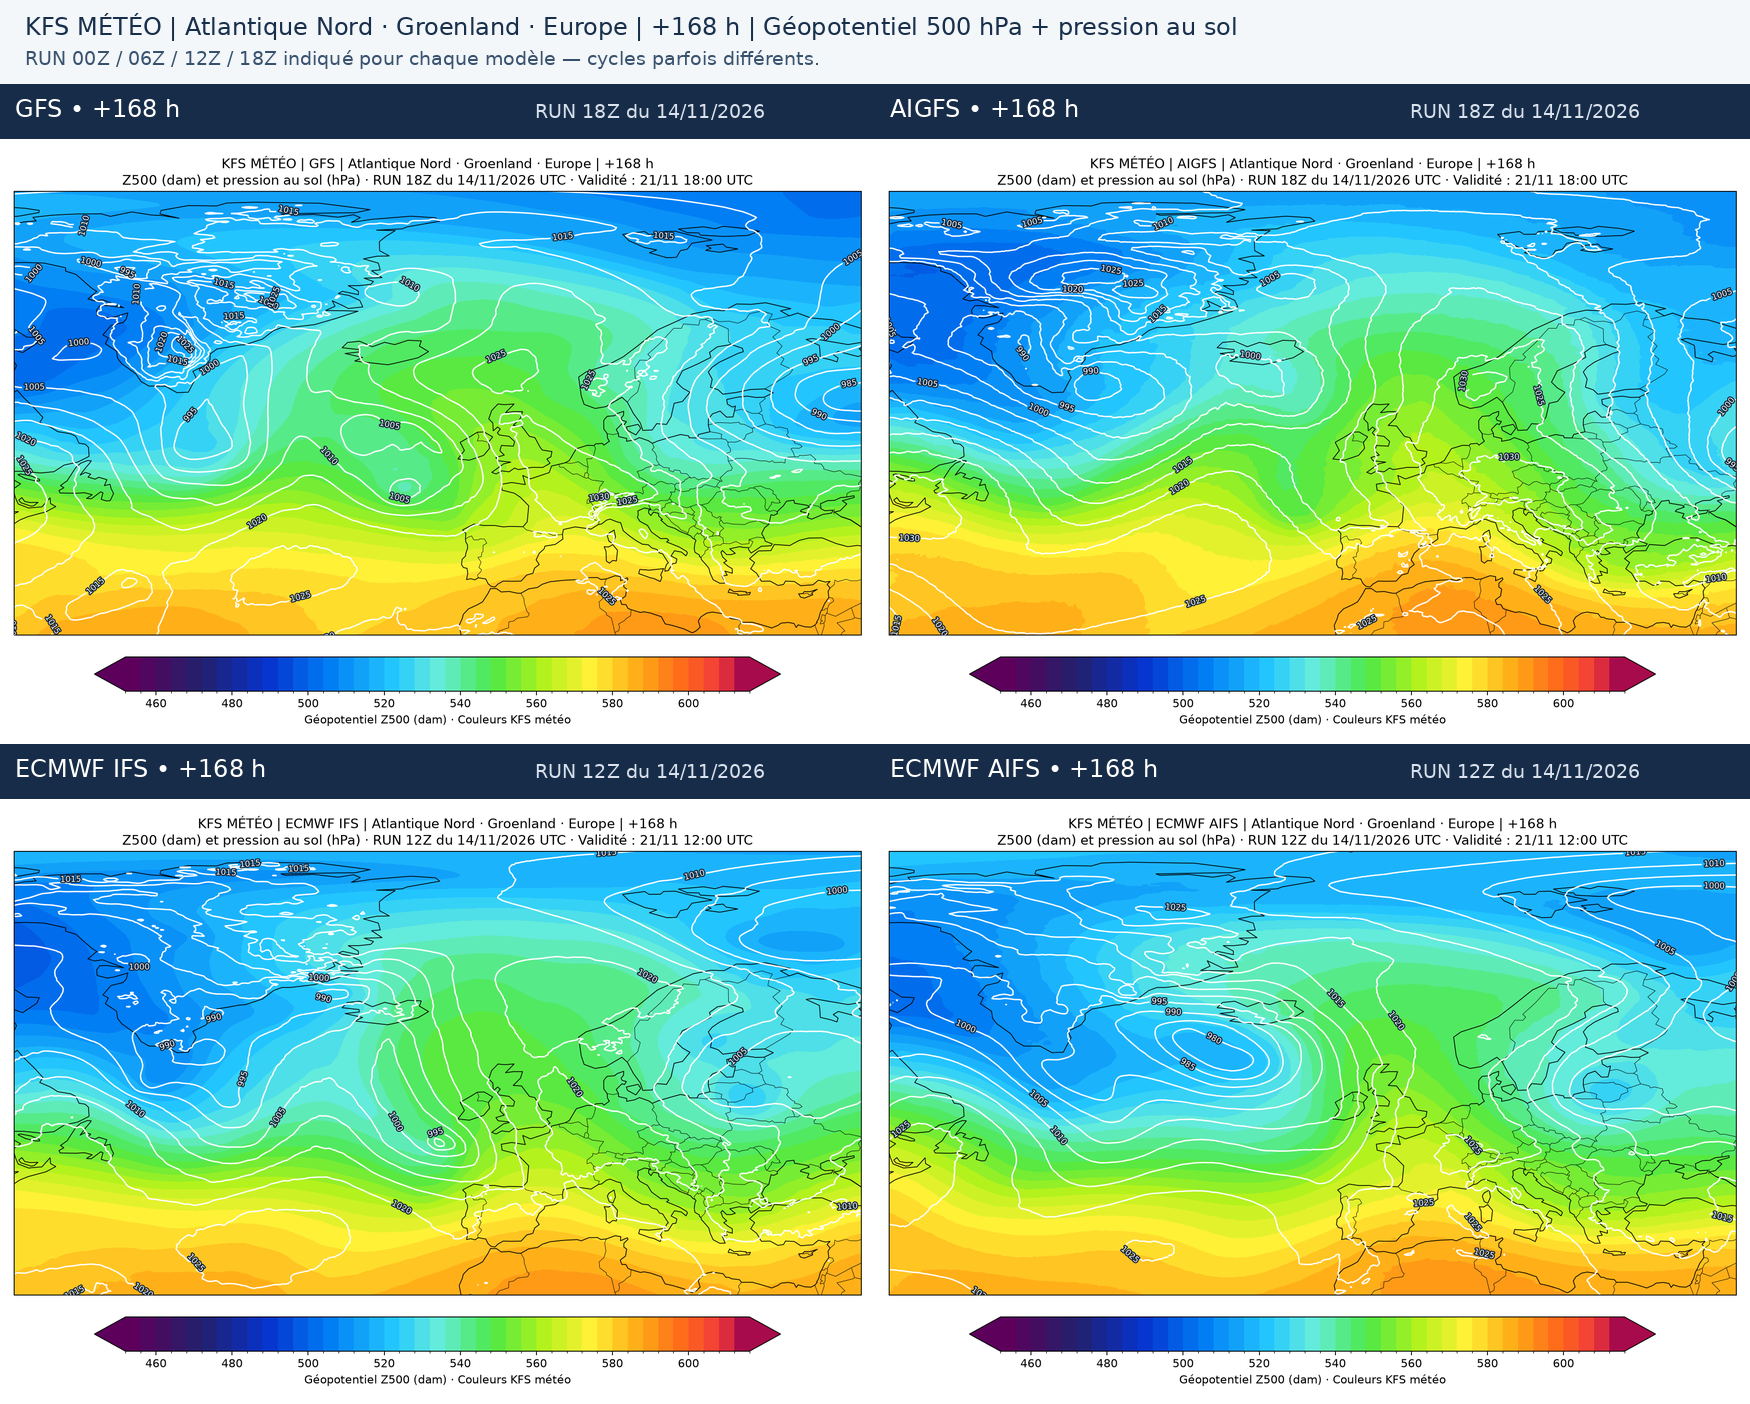 KFS MÉTÉO | Atlantique Nord · Groenland · Europe | +168 h | Géopotentiel 500 hPa + pression au sol
RUN 00Z / 06Z / 12Z / 18Z indiqué pour chaque modèle — cycles parfois différents.
GFS • +168 h
RUN 18Z du 14/11/2026
AIGFS • +168 h
RUN 18Z du 14/11/2026
KFS MÉTÉO | GFS | Atlantique Nord · Groenland · Europe | +168 h
Z500 (dam) et pression au sol (hPa) · RUN 18Z du 14/11/2026 UTC · Validité : 21/11 18:00 UTC
KFS MÉTÉO | AIGFS | Atlantique Nord · Groenland · Europe | +168 h
Z500 (dam) et pression au sol (hPa) · RUN 18Z du 14/11/2026 UTC · Validité : 21/11 18:00 UTC
460 480 500 520 540 560 580 600
Géopotentiel Z500 (dam) · Couleurs KFS météo
460 480 500 520 540 560 580 600
Géopotentiel Z500 (dam) · Couleurs KFS météo
ECMWF IFS • +168 h
RUN 12Z du 14/11/2026
ECMWF AIFS • +168 h
RUN 12Z du 14/11/2026
KFS MÉTÉO | ECMWF IFS | Atlantique Nord · Groenland · Europe | +168 h
Z500 (dam) et pression au sol (hPa) · RUN 12Z du 14/11/2026 UTC · Validité : 21/11 12:00 UTC
KFS MÉTÉO | ECMWF AIFS | Atlantique Nord · Groenland · Europe | +168 h
Z500 (dam) et pression au sol (hPa) · RUN 12Z du 14/11/2026 UTC · Validité : 21/11 12:00 UTC
460 480 500 520 540 560 580 600
Géopotentiel Z500 (dam) · Couleurs KFS météo
460 480 500 520 540 560 580 600
Géopotentiel Z500 (dam) · Couleurs KFS météo